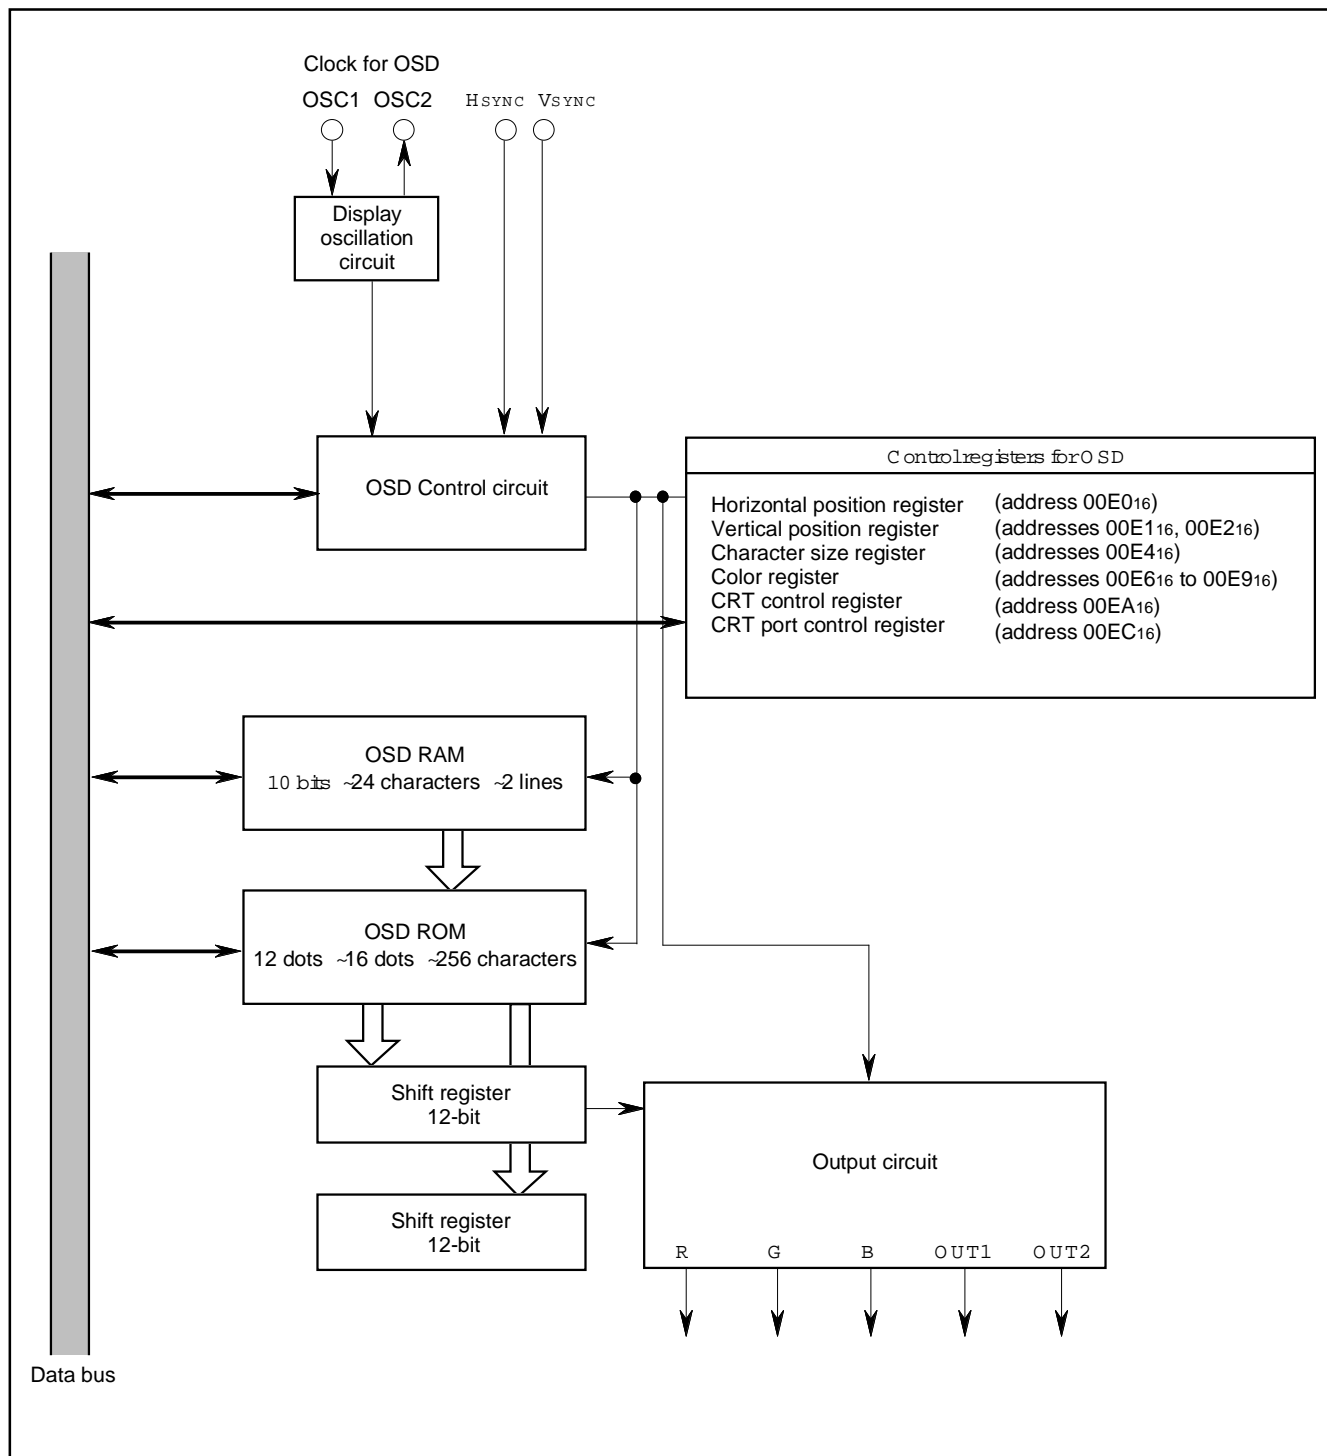 Clock for OSD
OSC1 OSC2 HSYNC VSYNC
Display
oscillation
circuit
OSD Control circuit
Control registers for OSD
Horizontal position register (address 00E016)
Vertical position register (addresses 00E116, 00E216)
Character size register (addresses 00E416)
Color register (addresses 00E616 to 00E916)
CRT control register (address 00EA16)
CRT port control register (address 00EC16)
OSD RAM
10 bits ~24 characters ~2 lines
OSD ROM
12 dots ~16 dots ~256 characters
Shift register
12-bit
Output circuit
Shift register
12-bit
R G B OUT1 OUT2
Data bus